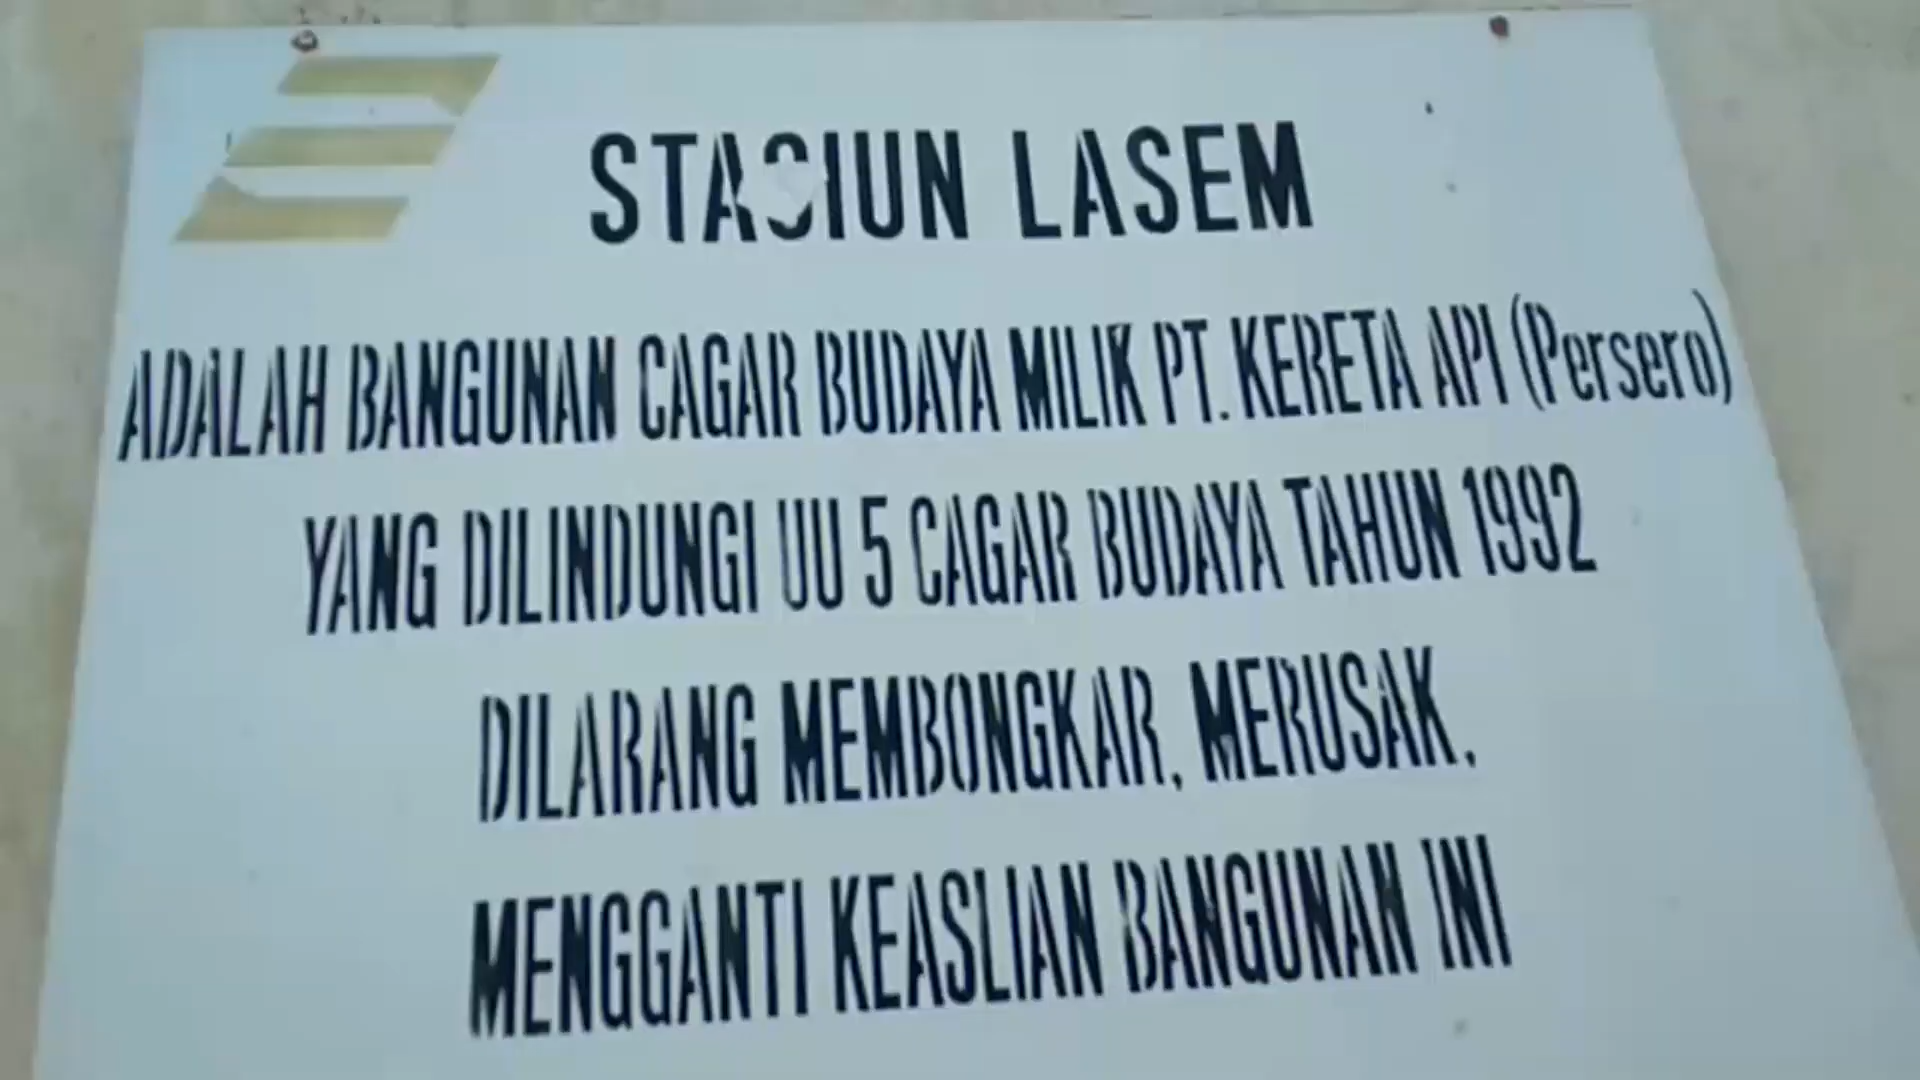 STASIUN LASEM
ADALAH BANGUNAN CAGAR BUDAYA MILIK PT. KERETA API (Persero)
YANG DILINDUNGI UU 5 CAGAR BUDAYA TAHUN 1992
DILARANG MEMBONGKAR, MERUSAK,
MENGGANTI KEASLIAN BANGUNAN INI